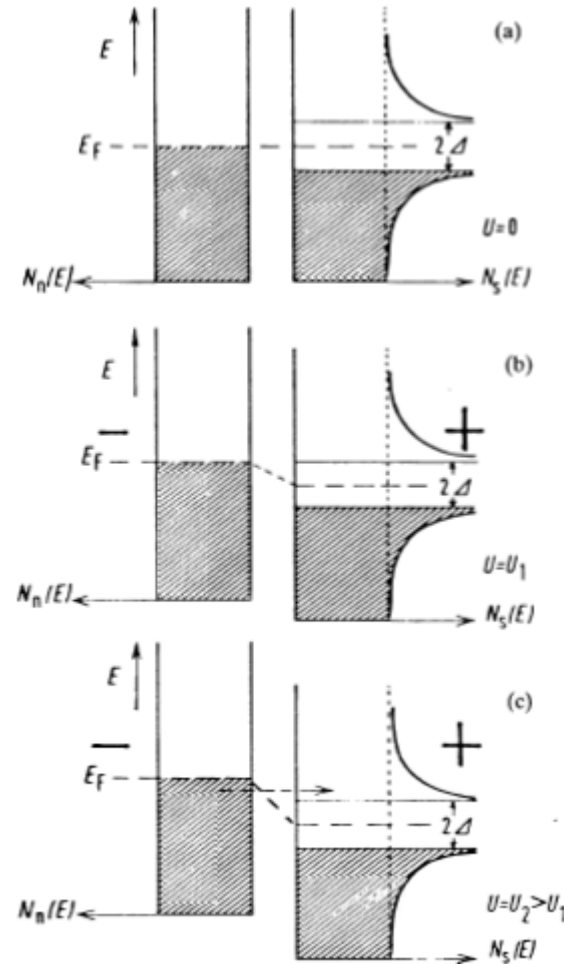 (a)
E
E_F
2Δ
U=0
N_n(E)
N_s(E)
(b)
E
−
+
E_F
2Δ
U=U_1
N_n(E)
N_s(E)
(c)
E
−
+
E_F
2Δ
U=U_2>U_1
N_n(E)
N_s(E)